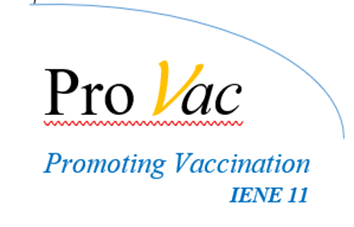 Pro Vac
Promoting Vaccination
IENE 11